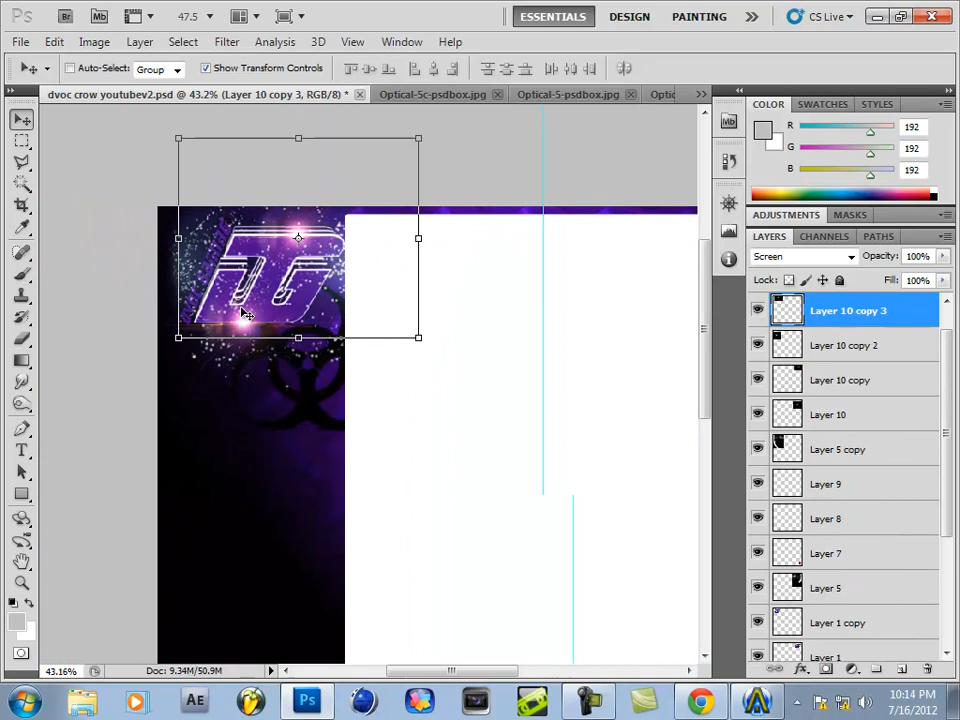 Ps Br Mb 47.5 ESSENTIALS DESIGN PAINTING CS Live
File Edit Image Layer Select Filter Analysis 3D View Window Help
Auto-Select: Group Show Transform Controls
dvoc crow youtubev2.psd @ 43.2% (Layer 10 copy 3, RGB/8) * Optical-5c-psdbox.jpg Optical-5-psdbox.jpg Optic
COLOR SWATCHES STYLES
R 192
G 192
B 192
ADJUSTMENTS MASKS
LAYERS CHANNELS PATHS
Screen Opacity: 100%
Lock: Fill: 100%
Layer 10 copy 3
Layer 10 copy 2
Layer 10 copy
Layer 10
Layer 5 copy
Layer 9
Layer 8
Layer 7
Layer 5
Layer 1 copy
Layer 1
43.16% Doc: 9.34M/50.9M
AE Ps
10:14 PM
7/16/2012